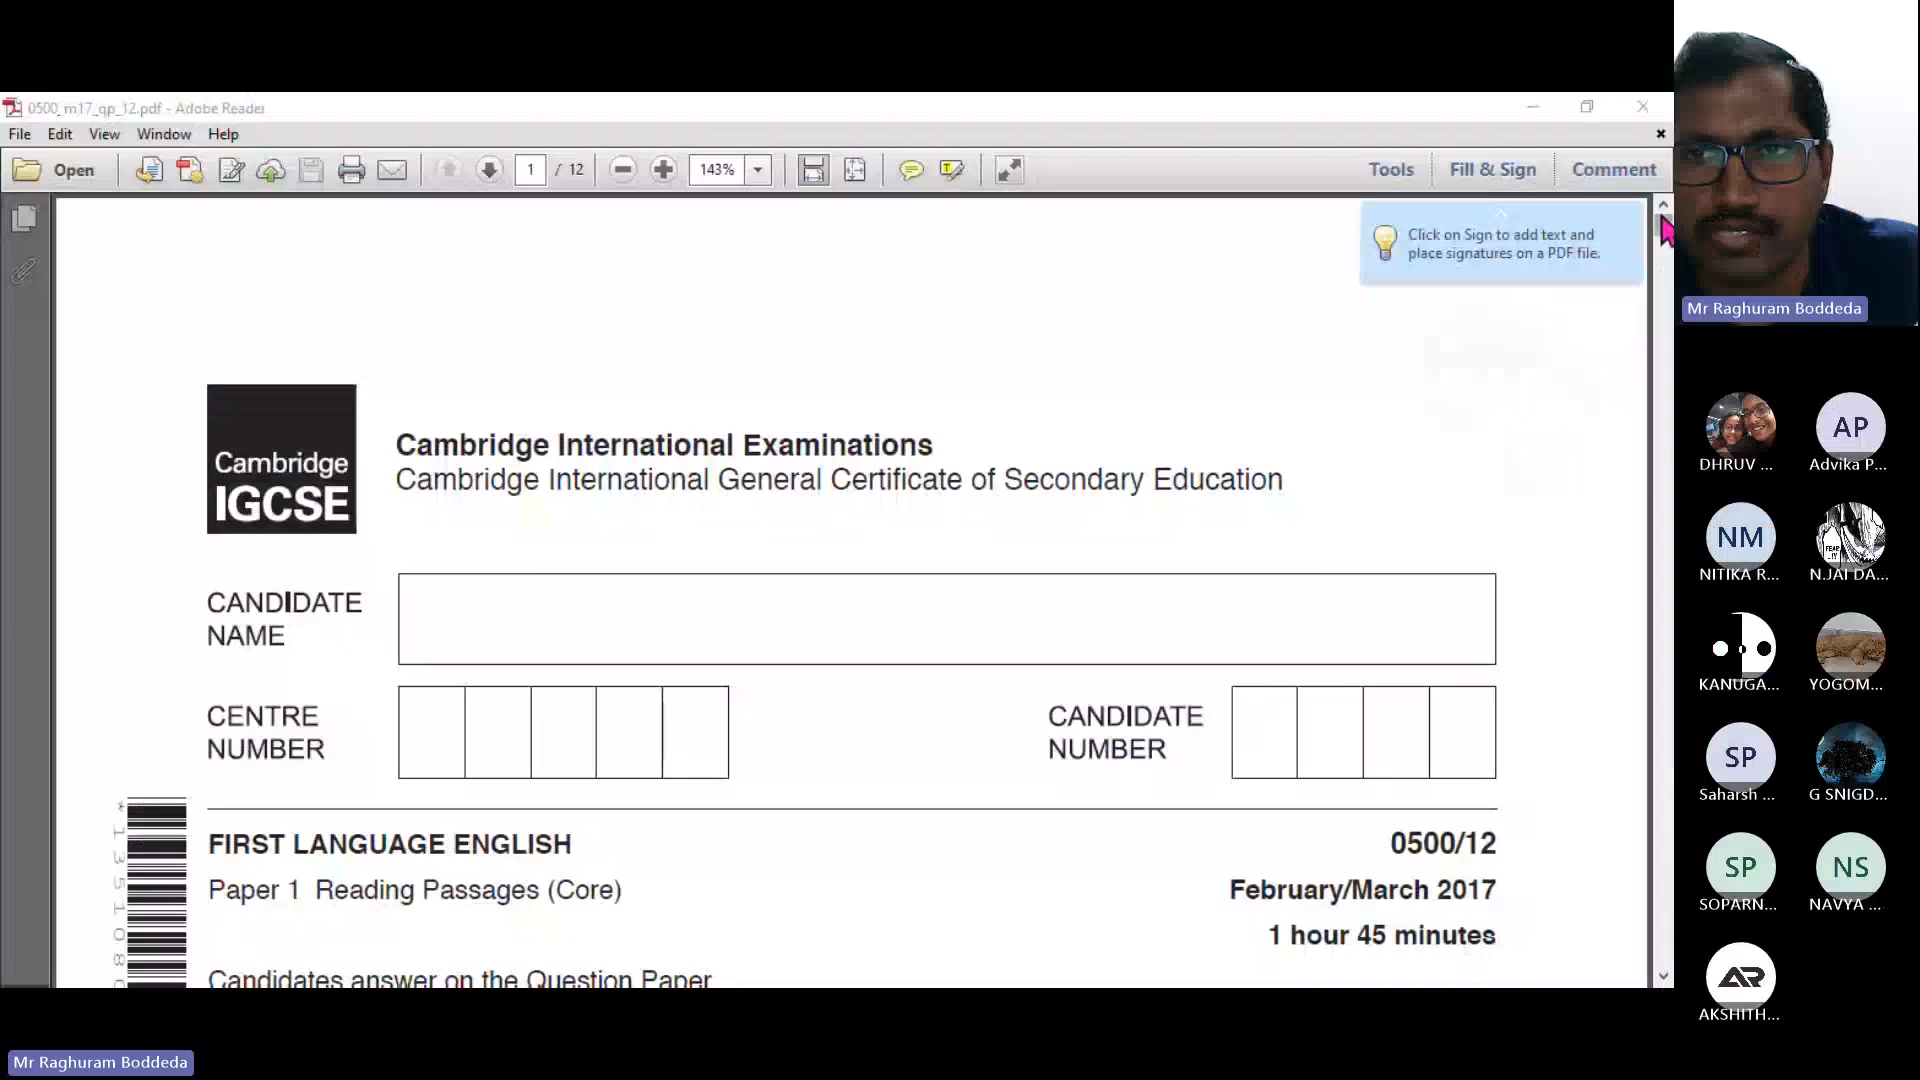 0500_m17_qp_12.pdf - Adobe Reader
File Edit View Window Help
Open 1 / 12 143% Tools Fill & Sign Comment
Click on Sign to add text and
place signatures on a PDF file.
Cambridge
IGCSE
Cambridge International Examinations
Cambridge International General Certificate of Secondary Education
CANDIDATE
NAME
CENTRE
NUMBER
CANDIDATE
NUMBER
*1351080
FIRST LANGUAGE ENGLISH 0500/12
Paper 1 Reading Passages (Core) February/March 2017
1 hour 45 minutes
Candidates answer on the Question Paper
Mr Raghuram Boddeda
DHRUV ...
AP
Advika P...
NM
NITIKA R...
FEAR
N.JAI DA...
KANUGA...
YOGOM...
SP
Saharsh ...
G SNIGD...
SP
SOPARN...
NS
NAVYA ...
AR
AKSHITH...
Mr Raghuram Boddeda